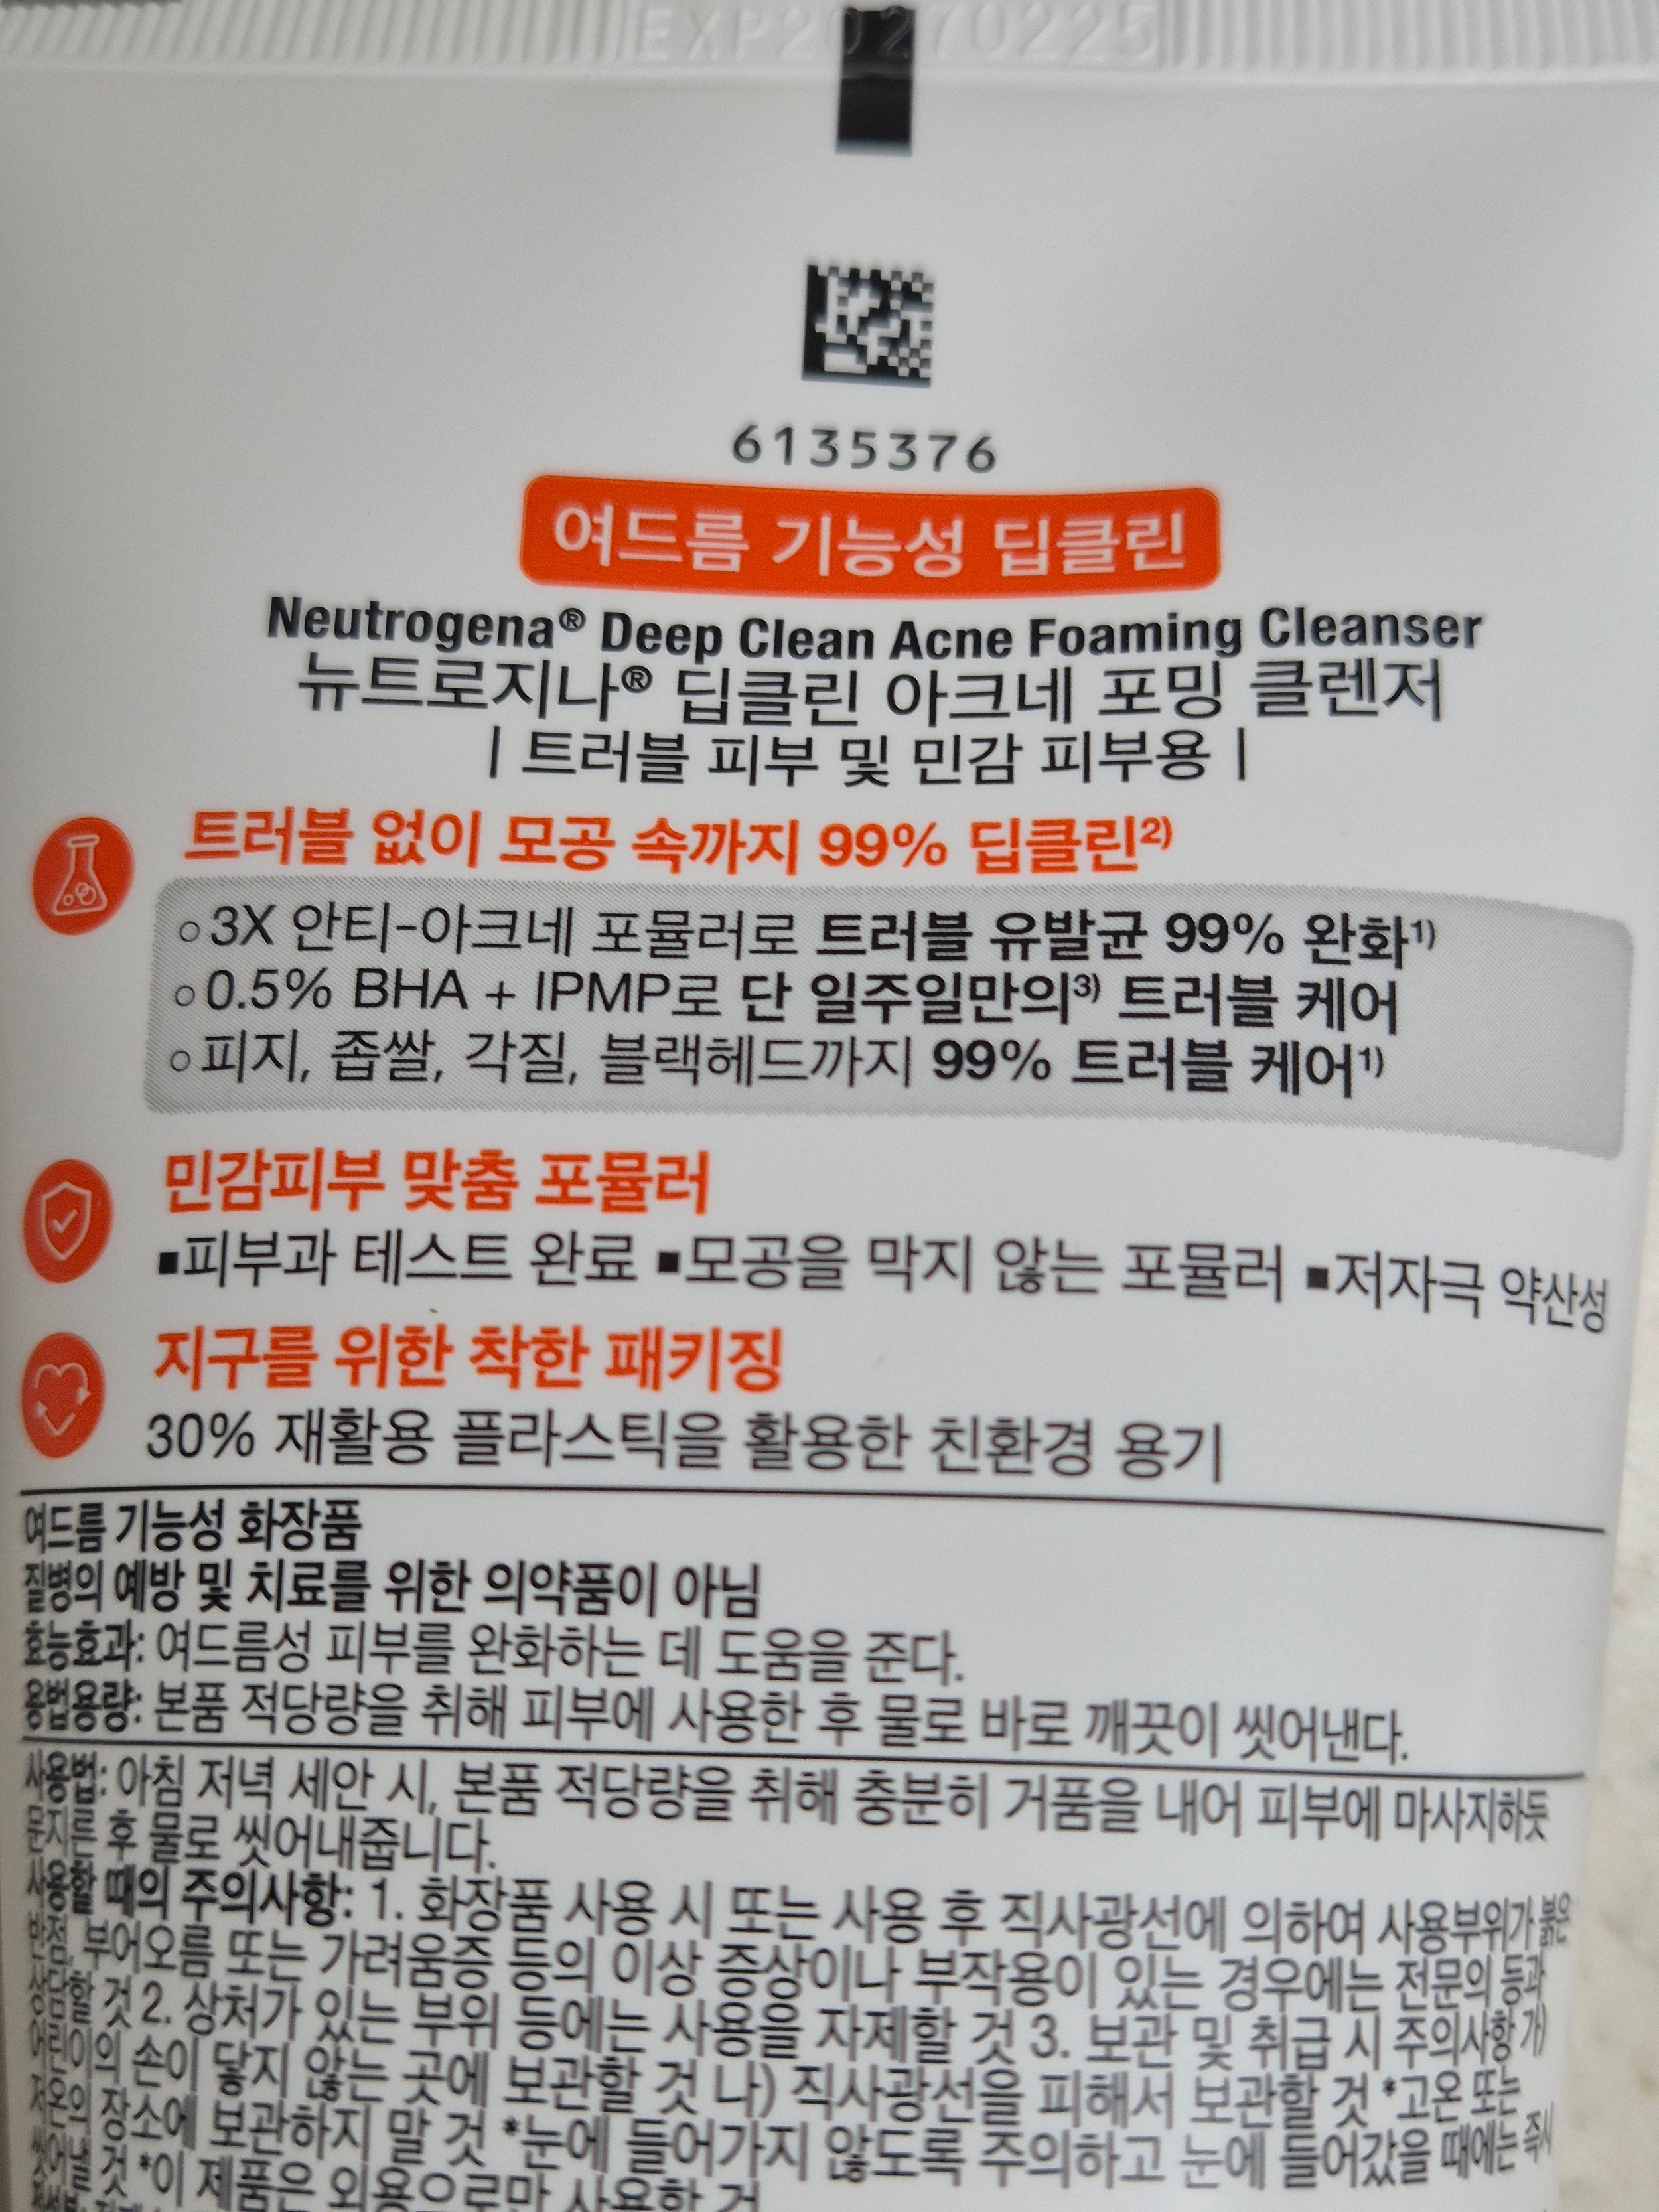 EXP20270225
6135376
여드름 기능성 딥클린
Neutrogena® Deep Clean Acne Foaming Cleanser
뉴트로지나® 딥클린 아크네 포밍 클렌저
| 트러블 피부 및 민감 피부용 |
트러블 없이 모공 속까지 99% 딥클린2)
○3X 안티-아크네 포뮬러로 트러블 유발균 99% 완화1)
○0.5% BHA + IPMP로 단 일주일만의3) 트러블 케어
○피지, 좁쌀, 각질, 블랙헤드까지 99% 트러블 케어1)
민감피부 맞춤 포뮬러
▪피부과 테스트 완료 ▪모공을 막지 않는 포뮬러 ▪저자극 약산성
지구를 위한 착한 패키징
30% 재활용 플라스틱을 활용한 친환경 용기
여드름 기능성 화장품
질병의 예방 및 치료를 위한 의약품이 아님
효능효과: 여드름성 피부를 완화하는 데 도움을 준다.
용법용량: 본품 적당량을 취해 피부에 사용한 후 물로 바로 깨끗이 씻어낸다.
사용법: 아침 저녁 세안 시, 본품 적당량을 취해 충분히 거품을 내어 피부에 마사지하듯
문지른 후 물로 씻어내줍니다.
사용할 때의 주의사항: 1. 화장품 사용 시 또는 사용 후 직사광선에 의하여 사용부위가 붉은
반점, 부어오름 또는 가려움증 등의 이상 증상이나 부작용이 있는 경우에는 전문의 등과
상담할 것 2. 상처가 있는 부위 등에는 사용을 자제할 것 3. 보관 및 취급 시 주의사항 가)
어린이의 손이 닿지 않는 곳에 보관할 것 나) 직사광선을 피해서 보관할 것 *고온 또는
저온의 장소에 보관하지 말 것 *눈에 들어가지 않도록 주의하고 눈에 들어갔을 때에는 즉시
씻어낼 것 *이 제품은 외용으로만 사용할 것